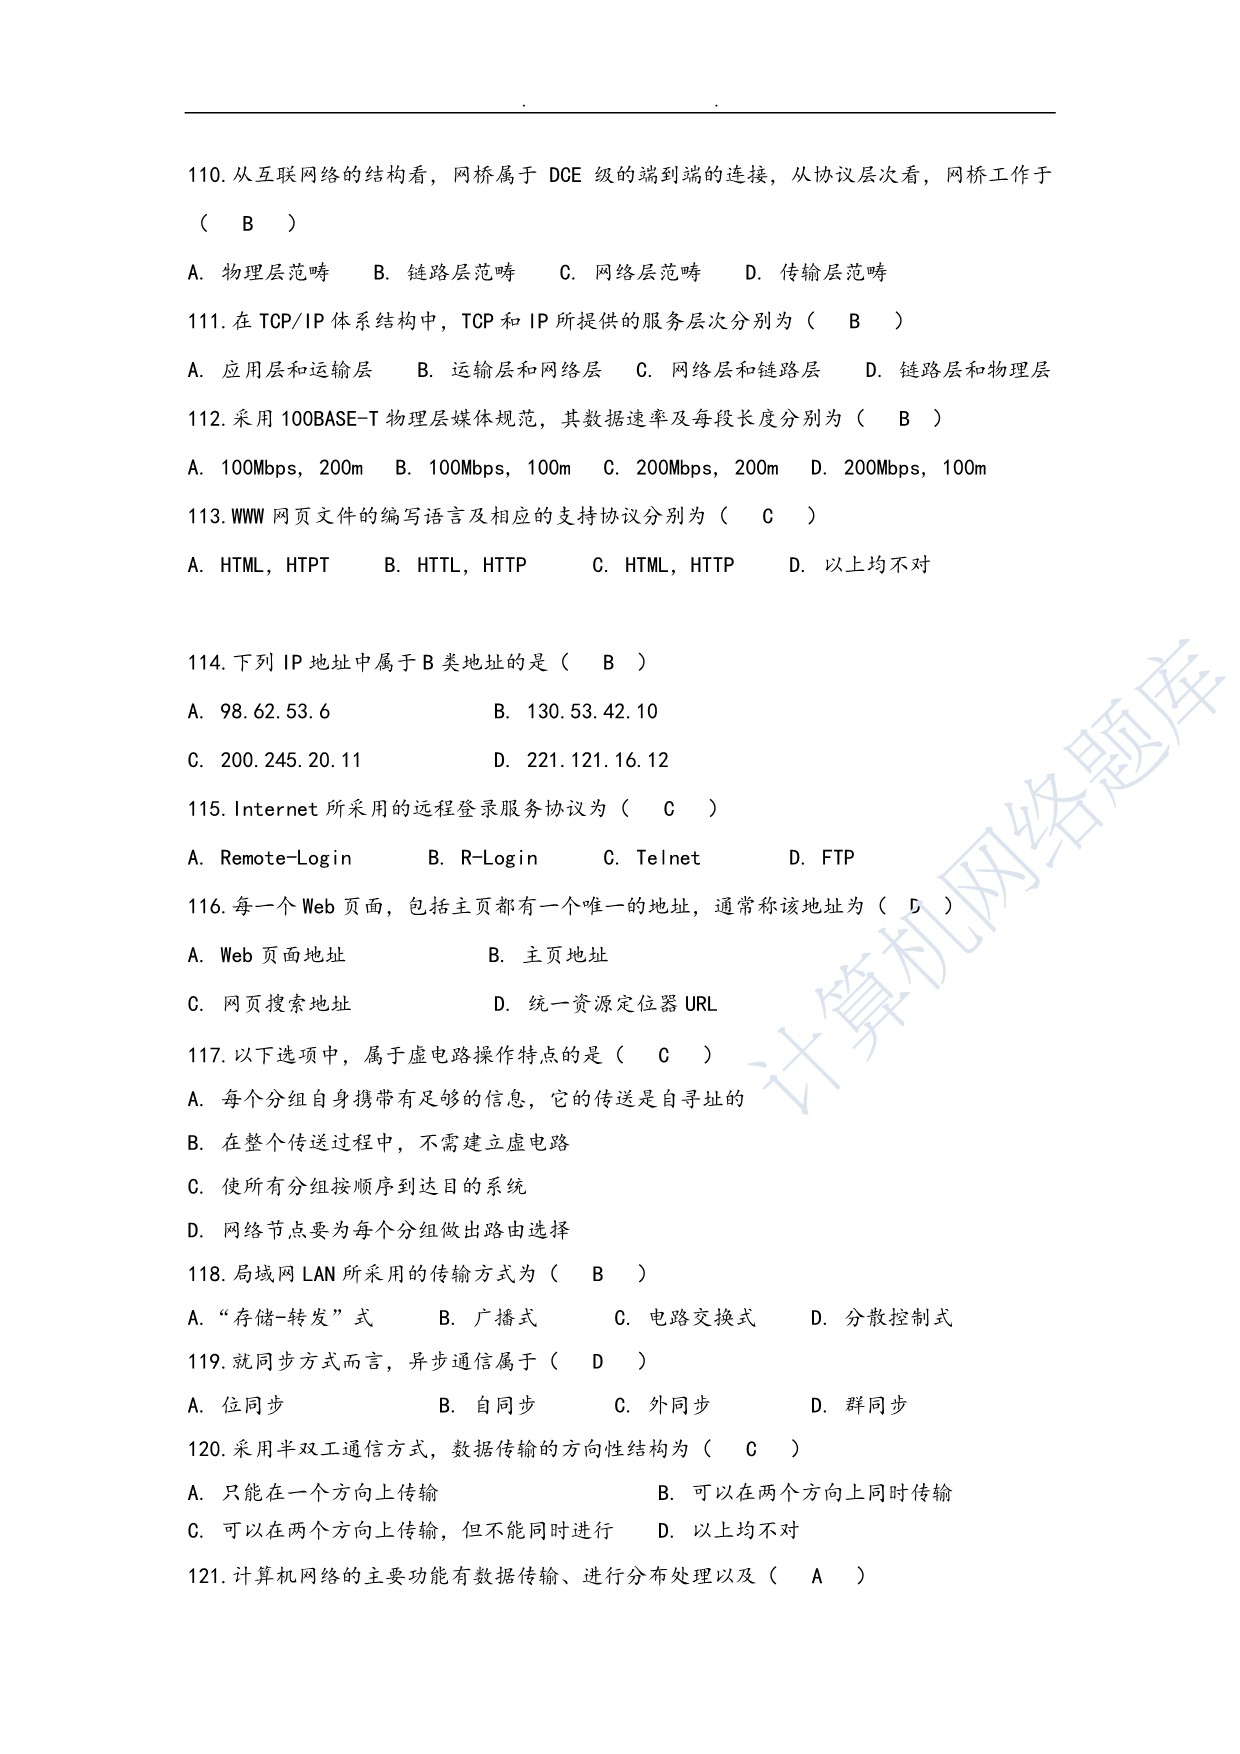 110.从互联网络的结构看，网桥属于 DCE 级的端到端的连接，从协议层次看，网桥工作于
（ B ）
A. 物理层范畴 B. 链路层范畴 C. 网络层范畴 D. 传输层范畴
111.在 TCP/IP 体系结构中，TCP 和 IP 所提供的服务层次分别为（ B ）
A. 应用层和运输层 B. 运输层和网络层 C. 网络层和链路层 D. 链路层和物理层
112.采用 100BASE-T 物理层媒体规范，其数据速率及每段长度分别为（ B ）
A. 100Mbps, 200m B. 100Mbps, 100m C. 200Mbps, 200m D. 200Mbps, 100m
113.WWW 网页文件的编写语言及相应的支持协议分别为（ C ）
A. HTML，HTPT B. HTTL，HTTP C. HTML，HTTP D. 以上均不对
114.下列 IP 地址中属于 B 类地址的是（ B ）
A. 98.62.53.6 B. 130.53.42.10
C. 200.245.20.11 D. 221.121.16.12
115.Internet 所采用的远程登录服务协议为（ C ）
A. Remote-Login B. R-Login C. Telnet D. FTP
116.每一个 Web 页面，包括主页都有一个唯一的地址，通常称该地址为（ D ）
A. Web 页面地址 B. 主页地址
C. 网页搜索地址 D. 统一资源定位器 URL
117.以下选项中，属于虚电路操作特点的是（ C ）
A. 每个分组自身携带有足够的信息，它的传送是自寻址的
B. 在整个传送过程中，不需建立虚电路
C. 使所有分组按顺序到达目的系统
D. 网络节点要为每个分组做出路由选择
118.局域网 LAN 所采用的传输方式为（ B ）
A.“存储-转发”式 B. 广播式 C. 电路交换式 D. 分散控制式
119.就同步方式而言，异步通信属于（ D ）
A. 位同步 B. 自同步 C. 外同步 D. 群同步
120.采用半双工通信方式，数据传输的方向性结构为（ C ）
A. 只能在一个方向上传输 B. 可以在两个方向上同时传输
C. 可以在两个方向上传输，但不能同时进行 D. 以上均不对
121.计算机网络的主要功能有数据传输、进行分布处理以及（ A ）
计算机网络题库